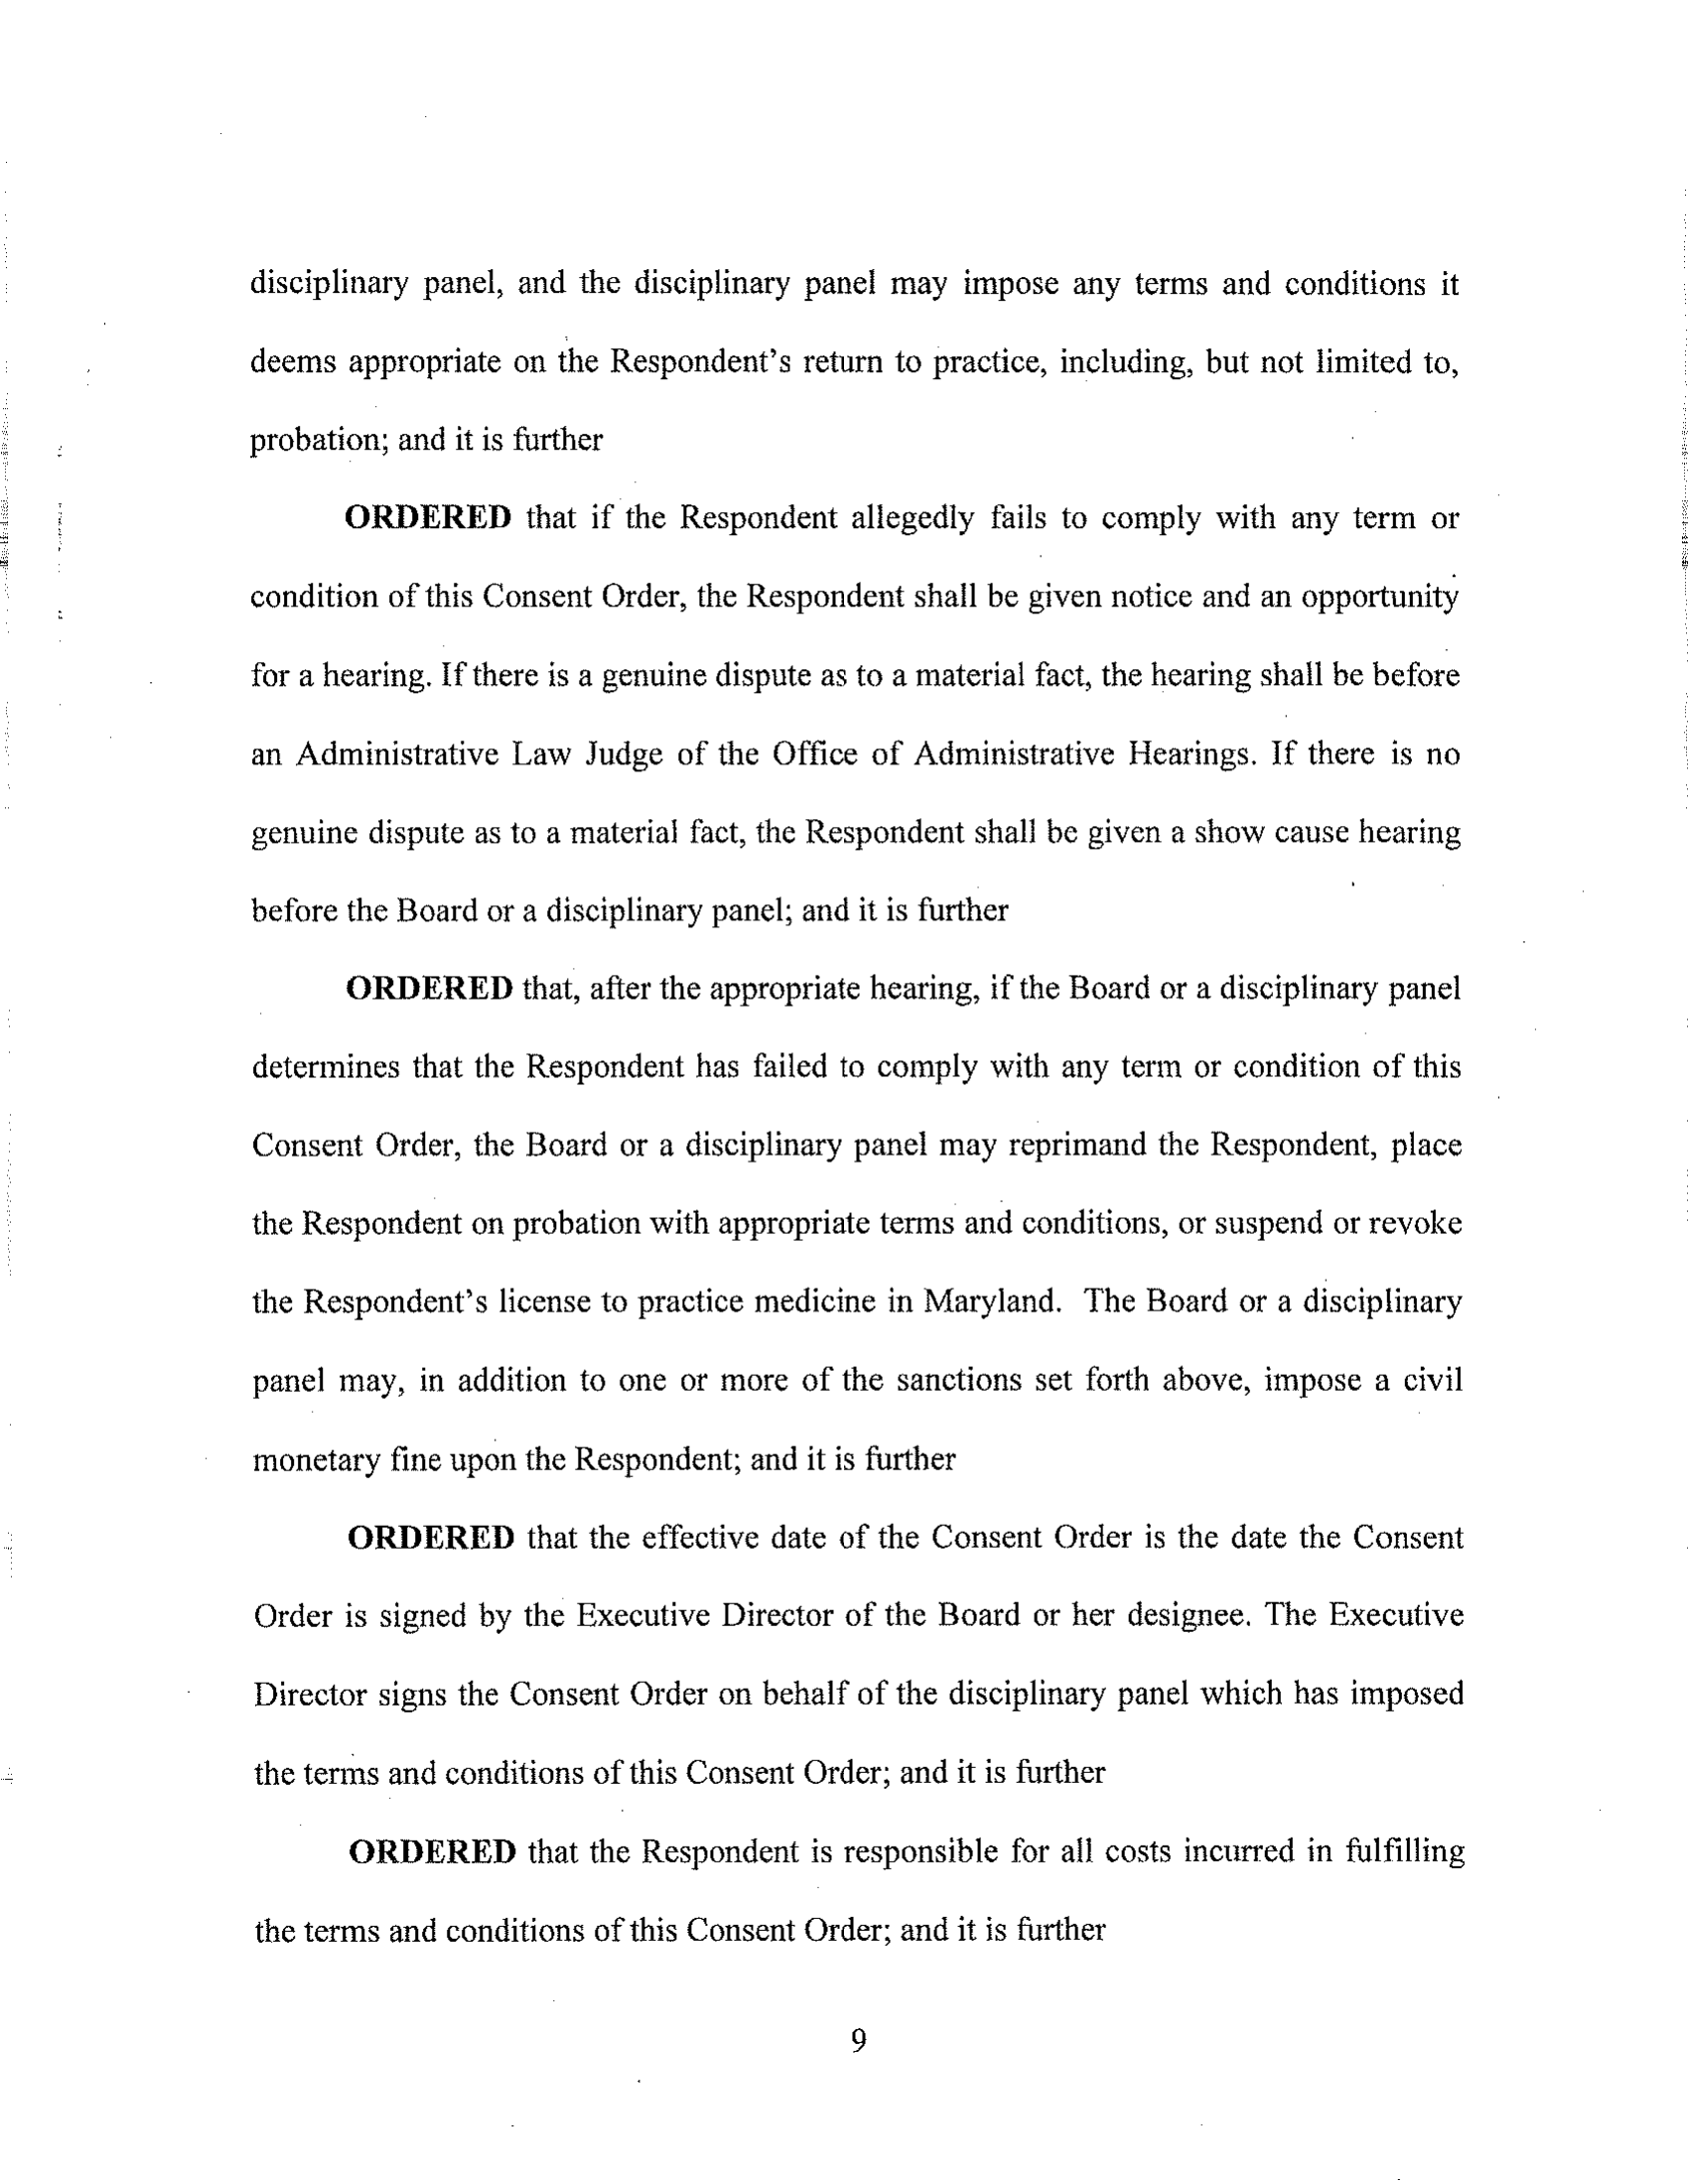 disciplinary panel, and the disciplinary panel may impose any terms and conditions it
deems appropriate on the Respondent's return to practice, including, but not limited to,
probation; and it is further
ORDERED that if the Respondent allegedly fails to comply with any term or
condition of this Consent Order, the Respondent shall be given notice and an opportunity
for a hearing. If there is a genuine dispute as to a material fact, the hearing shall be before
an Administrative Law Judge of the Office of Administrative Hearings. If there is no
genuine dispute as to a material fact, the Respondent shall be given a show cause hearing
before the Board or a disciplinary panel; and it is further
ORDERED that, after the appropriate hearing, if the Board or a disciplinary panel
determines that the Respondent has failed to comply with any term or condition of this
Consent Order, the Board or a disciplinary panel may reprimand the Respondent, place
the Respondent on probation with appropriate terms and conditions, or suspend or revoke
the Respondent's license to practice medicine in Maryland. The Board or a disciplinary
panel may, in addition to one or more of the sanctions set forth above, impose a civil
monetary fine upon the Respondent; and it is further
ORDERED that the effective date of the Consent Order is the date the Consent
Order is signed by the Executive Director of the Board or her designee. The Executive
Director signs the Consent Order on behalf of the disciplinary panel which has imposed
the terms and conditions of this Consent Order; and it is further
ORDERED that the Respondent is responsible for all costs incurred in fulfilling
the terms and conditions of this Consent Order; and it is further
9